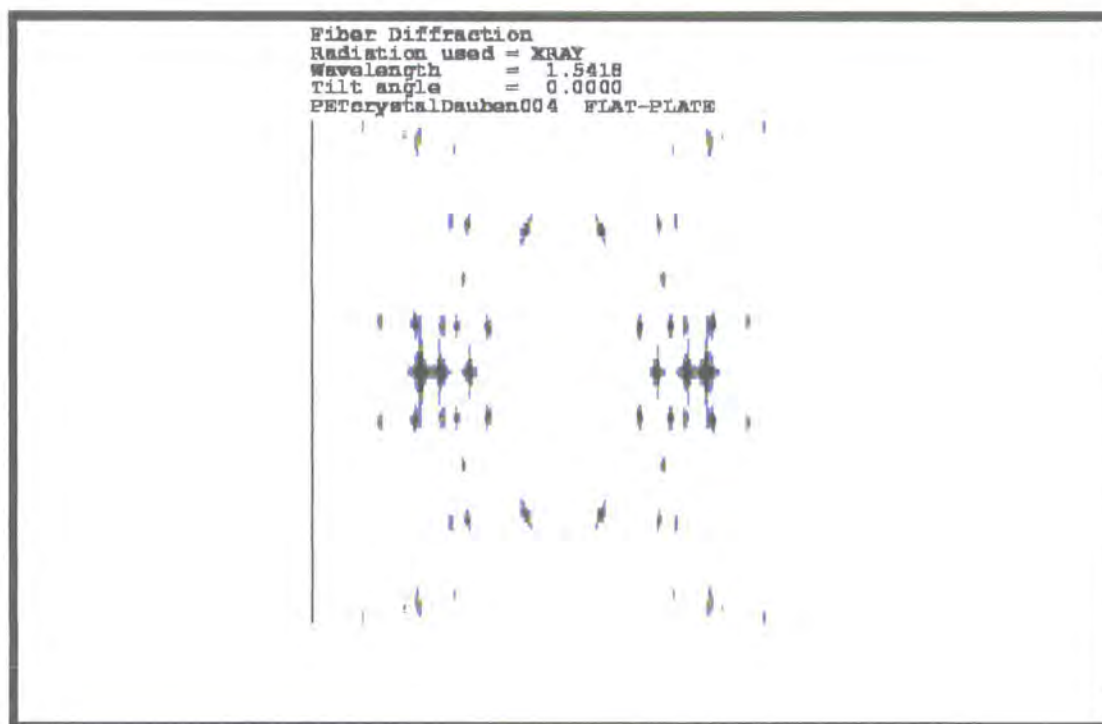 Fiber Diffraction
Radiation used = XRAY
Wavelength = 1.5418
Tilt angle = 0.0000
PETcrystalDauben004 FLAT-PLATE